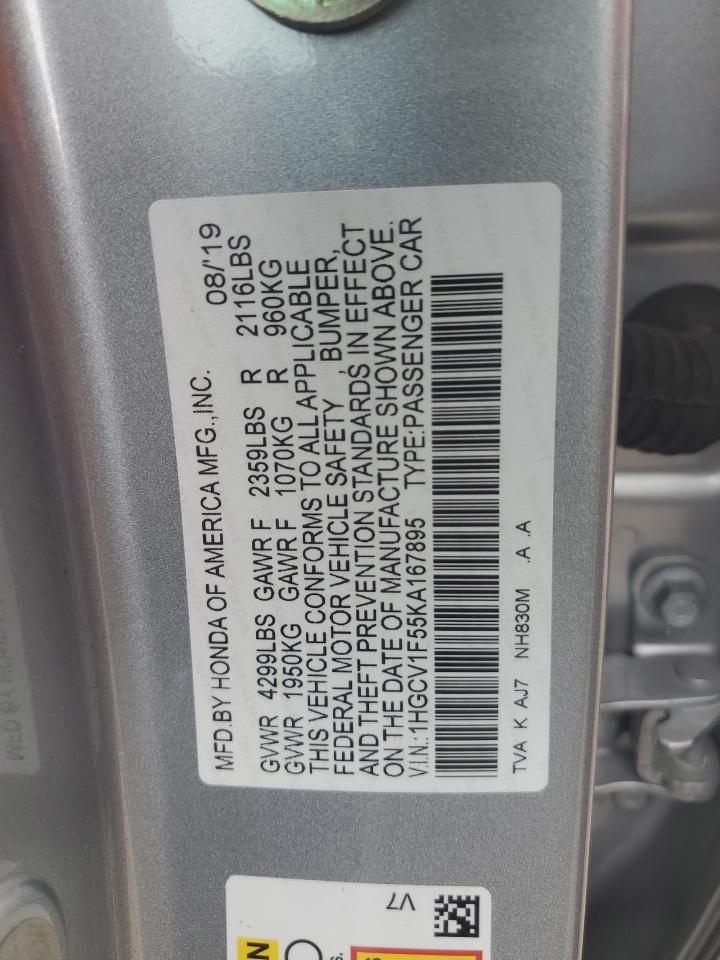 MFD.BY HONDA OF AMERICA MFG.,INC. 08/'19
GVWR 4299LBS GAWR F 2359LBS R 2116LBS
GVWR 1950KG GAWR F 1070KG R 960KG
THIS VEHICLE CONFORMS TO ALL APPLICABLE
FEDERAL MOTOR VEHICLE SAFETY, BUMPER,
AND THEFT PREVENTION STANDARDS IN EFFECT
ON THE DATE OF MANUFACTURE SHOWN ABOVE.
V.I.N.:1HGCV1F55KA167895 TYPE:PASSENGER CAR
TVA K AJ7 NH830M .A .A
V7